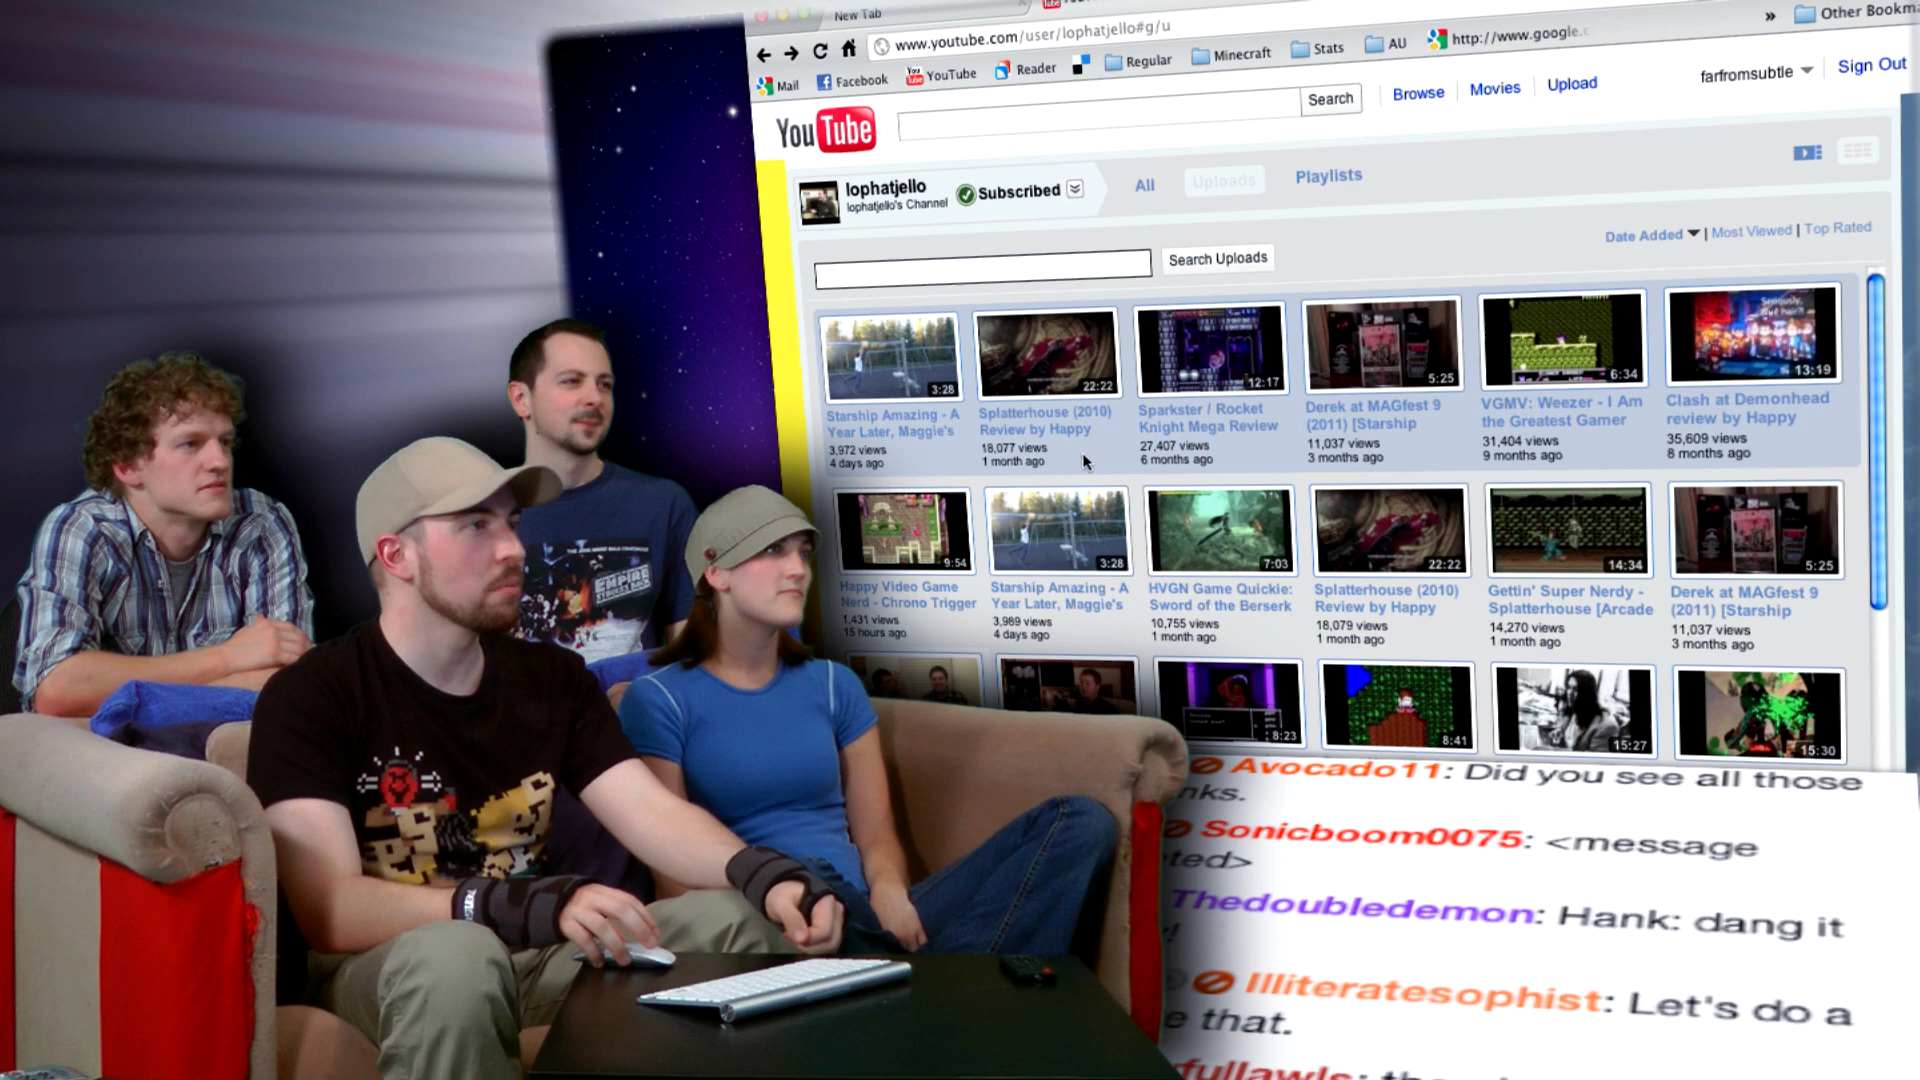 New Tab
www.youtube.com/user/lophatjello#g/u
Other Bookma
Mail
Facebook
YouTube
Reader
Regular
Minecraft
Stats
AU
http://www.google.c
YouTube
Search
Browse
Movies
Upload
farfromsubtle
Sign Out
lophatjello
lophatjello's Channel
Subscribed
All
Uploads
Playlists
Date Added | Most Viewed | Top Rated
Search Uploads
3:28
22:22
12:17
5:25
6:34
Seriously,
13:19
Starship Amazing - A
Year Later, Maggie's
3,972 views
4 days ago
Splatterhouse (2010)
Review by Happy
18,077 views
1 month ago
Sparkster / Rocket
Knight Mega Review
27,407 views
6 months ago
Derek at MAGfest 9
(2011) [Starship
11,037 views
3 months ago
VGMV: Weezer - I Am
the Greatest Gamer
31,404 views
9 months ago
Clash at Demonhead
review by Happy
35,609 views
8 months ago
9:54
3:28
7:03
22:22
14:34
5:25
Happy Video Game
Nerd - Chrono Trigger
1,431 views
15 hours ago
Starship Amazing - A
Year Later, Maggie's
3,989 views
4 days ago
HVGN Game Quickie:
Sword of the Berserk
10,755 views
1 month ago
Splatterhouse (2010)
Review by Happy
18,079 views
1 month ago
Gettin' Super Nerdy -
Splatterhouse [Arcade
14,270 views
1 month ago
Derek at MAGfest 9
(2011) [Starship
11,037 views
3 months ago
8:23
8:41
15:27
15:30
EMPIRE
STRIKES BACK
Avocado11: Did you see all those
nks.
Sonicboom0075: <message
ted>
Thedoubledemon: Hank: dang it
Illiteratesophist: Let's do a
e that.
fullawls: